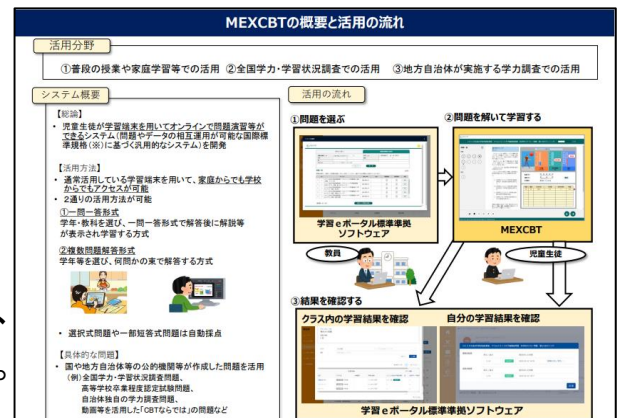 MEXCBTの概要と活用の流れ
活用分野
①普段の授業や家庭学習等での活用 ②全国学力・学習状況調査での活用 ③地方自治体が実施する学力調査での活用
システム概要
【総論】
・ 児童生徒が学習端末を用いてオンラインで問題演習等が
できるシステム(問題やデータの相互運用が可能な国際標
準規格(※)に基づく汎用的なシステム)を開発
【活用方法】
・ 通常活用している学習端末を用いて、家庭からでも学校
からでもアクセスが可能
・ 2通りの活用方法が可能
①一問一答形式
学年・教科を選び、一問一答形式で解答後に解説等
が表示され学習する方式
②複数問題解答形式
学年等を選び、何問かの束で解答する方式
・ 選択式問題や一部短答式問題は自動採点
【具体的な問題】
・ 国や地方自治体等の公的機関等が作成した問題を活用
(例)全国学力・学習状況調査問題、
高等学校卒業程度認定試験問題、
自治体独自の学力調査問題、
動画等を活用した「CBTならでは」の問題など
活用の流れ
①問題を選ぶ
②問題を解いて学習する
学習eポータル標準準拠
ソフトウェア
MEXCBT
教員
児童生徒
③結果を確認する
クラス内の学習結果を確認
自分の学習結果を確認
学習eポータル標準準拠ソフトウェア